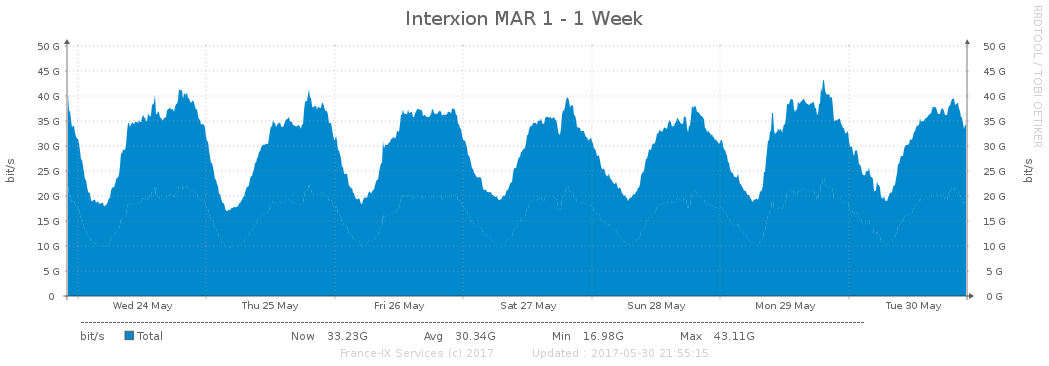 Interxion MAR 1 - 1 Week
RRDTOOL / TOBI OETIKER
50 G 50 G
45 G 45 G
40 G 40 G
35 G 35 G
30 G 30 G
25 G 25 G
20 G 20 G
15 G 15 G
10 G 10 G
5 G 5 G
0 0 G
bit/s bit/s
Wed 24 May Thu 25 May Fri 26 May Sat 27 May Sun 28 May Mon 29 May Tue 30 May
bit/s Total Now 33.23G Avg 30.34G Min 16.98G Max 43.11G
France-IX Services (c) 2017 Updated : 2017-05-30 21:55:15